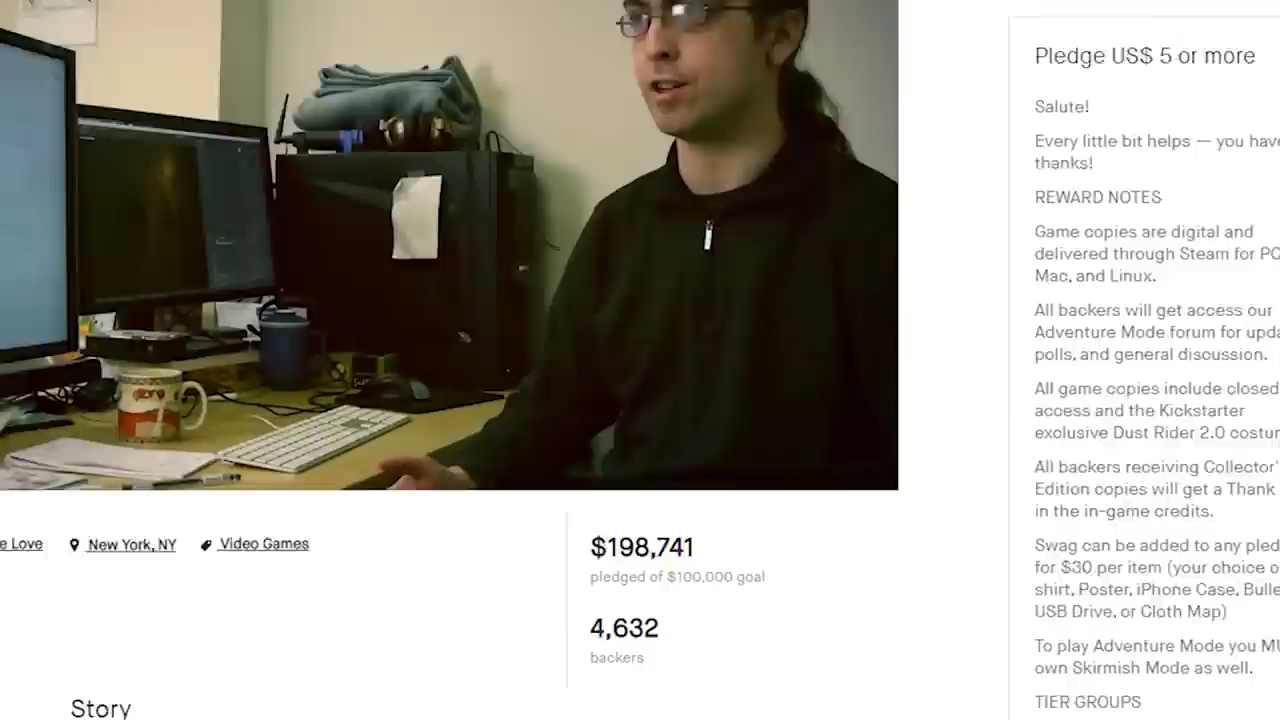 e Love
New York, NY
Video Games
$198,741
pledged of $100,000 goal
4,632
backers
Story
Pledge US$ 5 or more
Salute!
Every little bit helps — you have
thanks!
REWARD NOTES
Game copies are digital and
delivered through Steam for PC
Mac, and Linux.
All backers will get access our
Adventure Mode forum for upda
polls, and general discussion.
All game copies include closed
access and the Kickstarter
exclusive Dust Rider 2.0 costu
All backers receiving Collector'
Edition copies will get a Thank
in the in-game credits.
Swag can be added to any pled
for $30 per item (your choice o
shirt, Poster, iPhone Case, Bulle
USB Drive, or Cloth Map)
To play Adventure Mode you MU
own Skirmish Mode as well.
TIER GROUPS